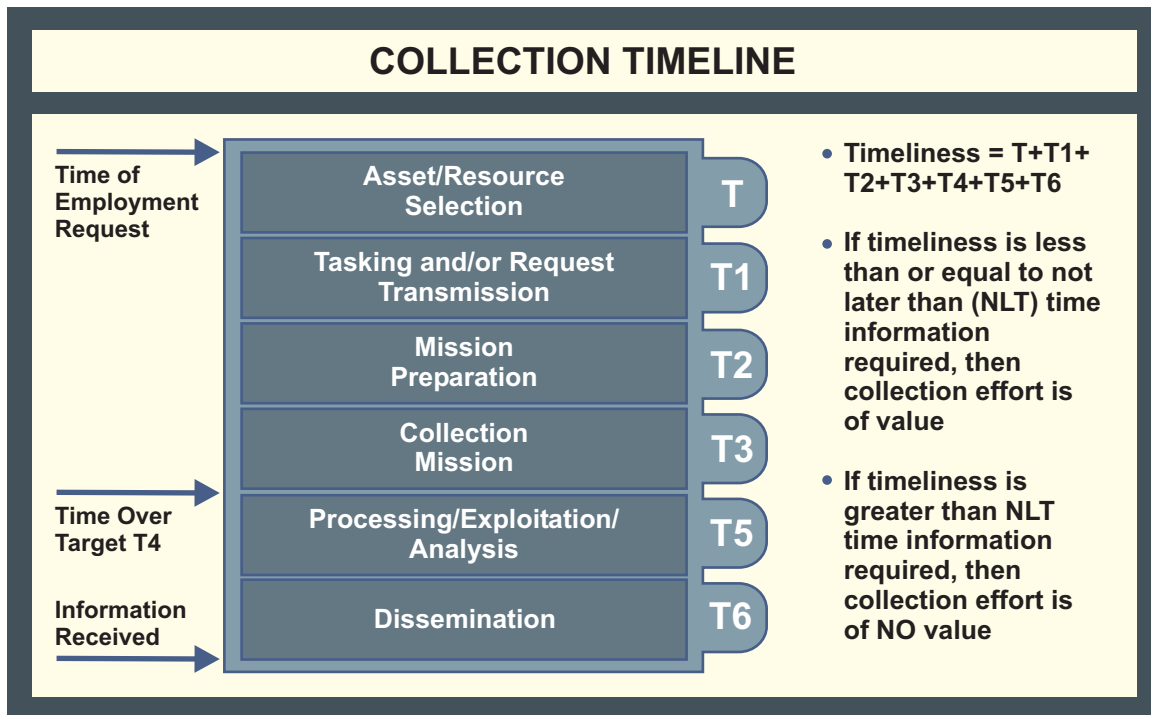 COLLECTION TIMELINE
Time of
Employment
Request
Asset/Resource
Selection
T
Tasking and/or Request
Transmission
T1
Mission
Preparation
T2
Collection
Mission
T3
Time Over
Target T4
Processing/Exploitation/
Analysis
T5
Information
Received
Dissemination
T6
• Timeliness = T+T1+
T2+T3+T4+T5+T6
• If timeliness is less
than or equal to not
later than (NLT) time
information
required, then
collection effort is
of value
• If timeliness is
greater than NLT
time information
required, then
collection effort is
of NO value